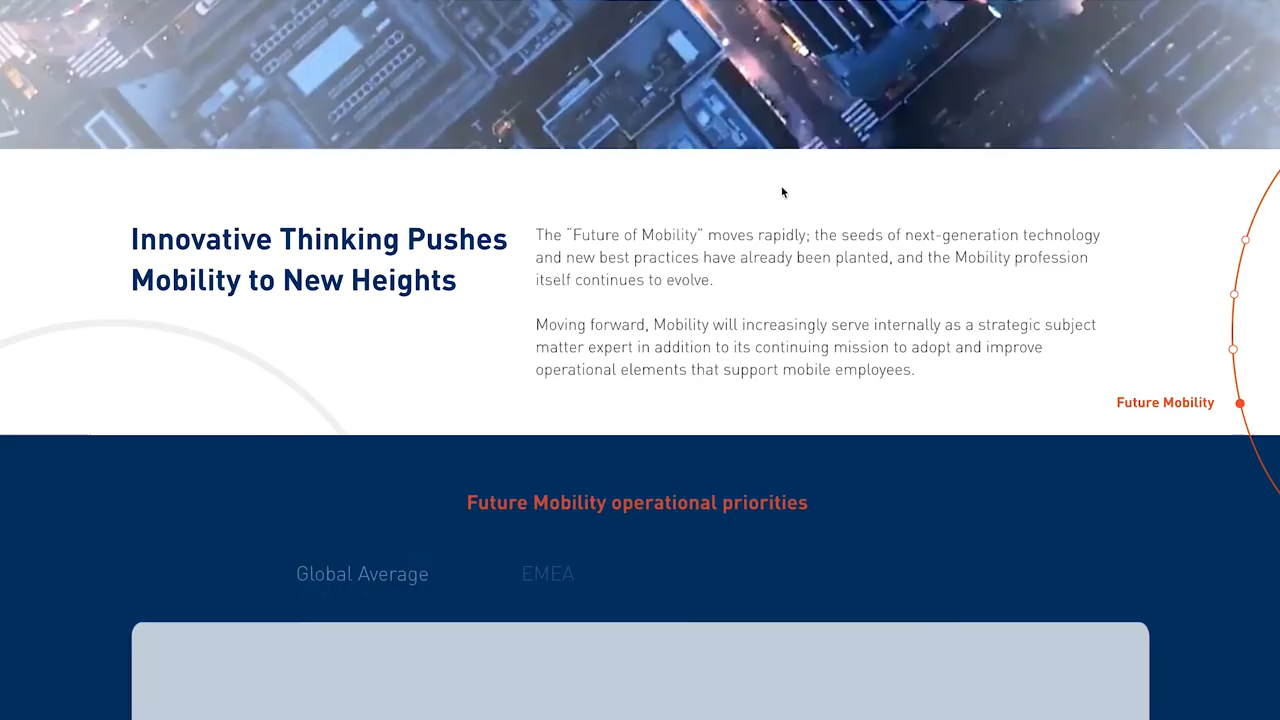 Innovative Thinking Pushes
Mobility to New Heights
The “Future of Mobility” moves rapidly; the seeds of next-generation technology
and new best practices have already been planted, and the Mobility profession
itself continues to evolve.
Moving forward, Mobility will increasingly serve internally as a strategic subject
matter expert in addition to its continuing mission to adopt and improve
operational elements that support mobile employees.
Future Mobility
Future Mobility operational priorities
Global Average
EMEA